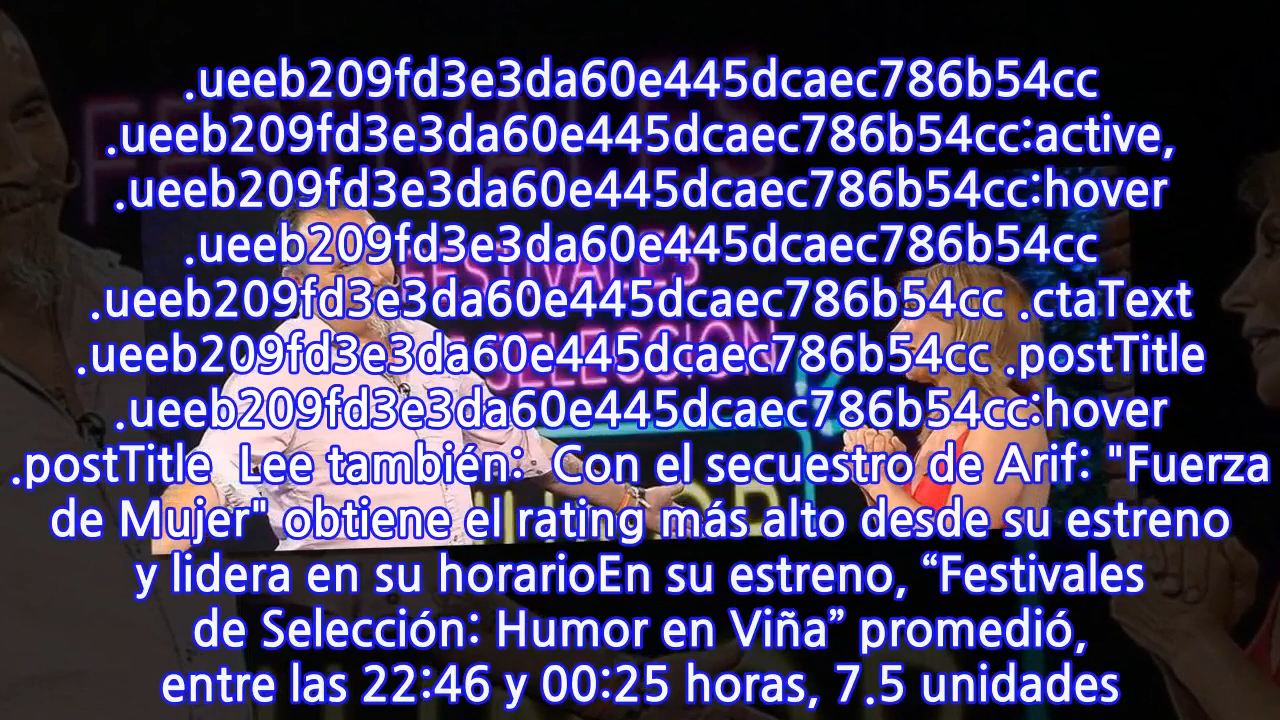 .ueeb209fd3e3da60e445dcaec786b54cc
.ueeb209fd3e3da60e445dcaec786b54cc:active,
.ueeb209fd3e3da60e445dcaec786b54cc:hover
.ueeb209fd3e3da60e445dcaec786b54cc
.ueeb209fd3e3da60e445dcaec786b54cc .ctaText
.ueeb209fd3e3da60e445dcaec786b54cc .postTitle
.ueeb209fd3e3da60e445dcaec786b54cc:hover
.postTitle  Lee también:  Con el secuestro de Arif: "Fuerza
de Mujer" obtiene el rating más alto desde su estreno
y lidera en su horarioEn su estreno, “Festivales
de Selección: Humor en Viña” promedió,
entre las 22:46 y 00:25 horas, 7.5 unidades
FESTIVALES
SELECCIÓN